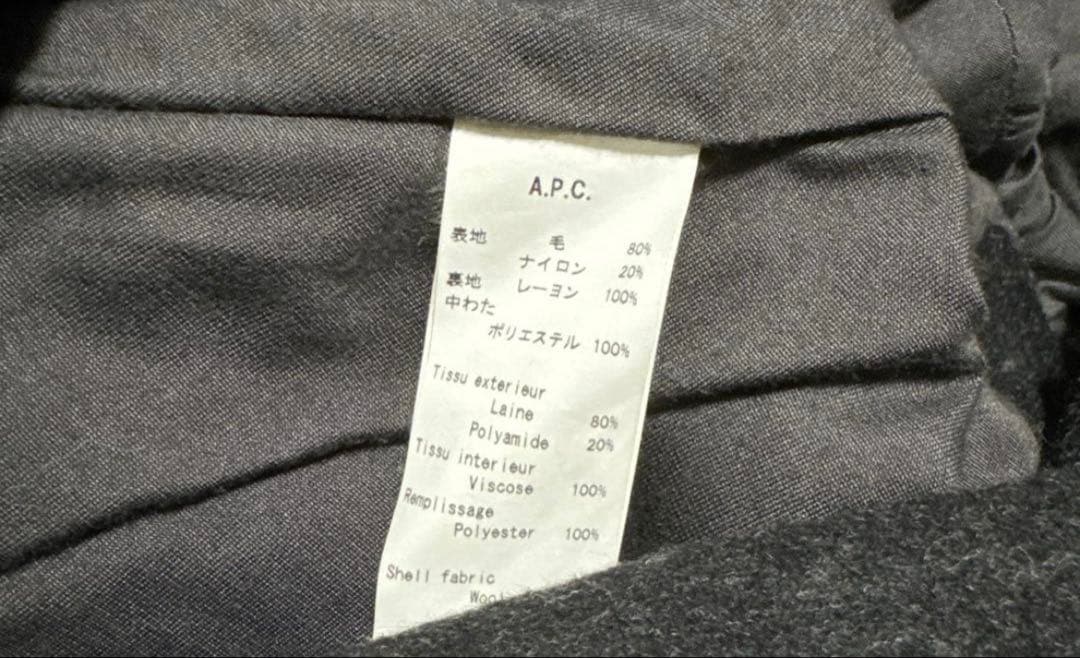 A.P.C.
表地 毛 80%
ナイロン 20%
裏地 レーヨン 100%
中わた
ポリエステル 100%
Tissu exterieur
Laine 80%
Polyamide 20%
Tissu interieur
Viscose 100%
Remplissage
Polyester 100%
Shell fabric
Wool